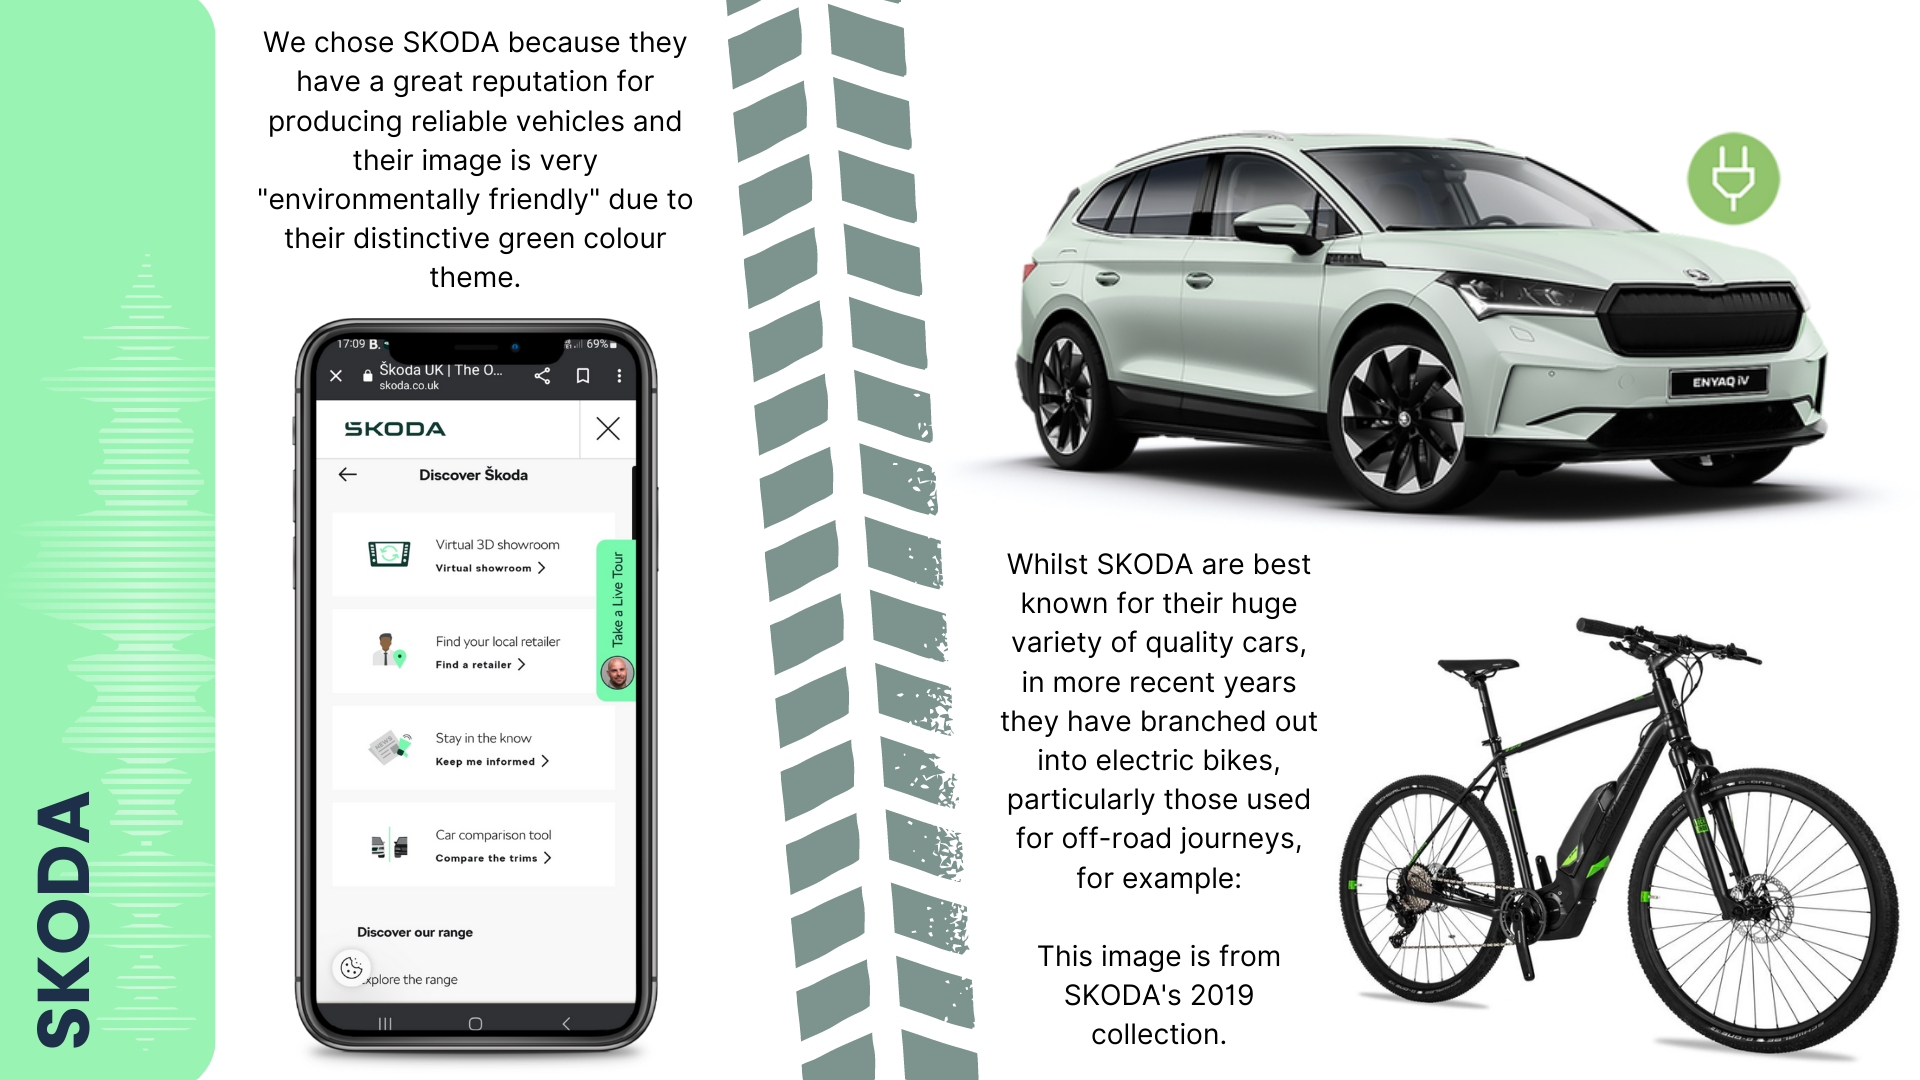 SKODA
We chose SKODA because they
have a great reputation for
producing reliable vehicles and
their image is very
"environmentally friendly" due to
their distinctive green colour
theme.
17:09 B.
69%
Škoda UK | The O...
skoda.co.uk
SKODA
Discover Škoda
Virtual 3D showroom
Virtual showroom
Take a Live Tour
Find your local retailer
Find a retailer
Stay in the know
Keep me informed
Car comparison tool
Compare the trims
Discover our range
xplore the range
ENYAQ iV
Whilst SKODA are best
known for their huge
variety of quality cars,
in more recent years
they have branched out
into electric bikes,
particularly those used
for off-road journeys,
for example:
This image is from
SKODA's 2019
collection.